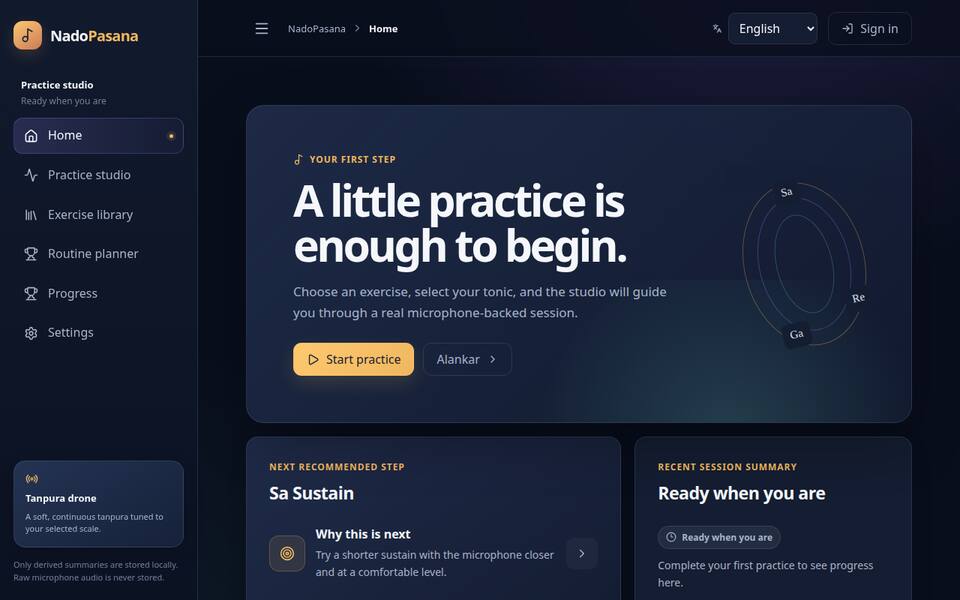 NadoPasana
Practice studio
Ready when you are
Home
Practice studio
Exercise library
Routine planner
Progress
Settings
Tanpura drone
A soft, continuous tanpura tuned to
your selected scale.
Only derived summaries are stored locally.
Raw microphone audio is never stored.
NadoPasana
Home
English
Sign in
YOUR FIRST STEP
A little practice is
enough to begin.
Choose an exercise, select your tonic, and the studio will guide
you through a real microphone-backed session.
Start practice
Alankar
Sa
Re
Ga
NEXT RECOMMENDED STEP
Sa Sustain
Why this is next
Try a shorter sustain with the microphone closer
and at a comfortable level.
RECENT SESSION SUMMARY
Ready when you are
Ready when you are
Complete your first practice to see progress
here.